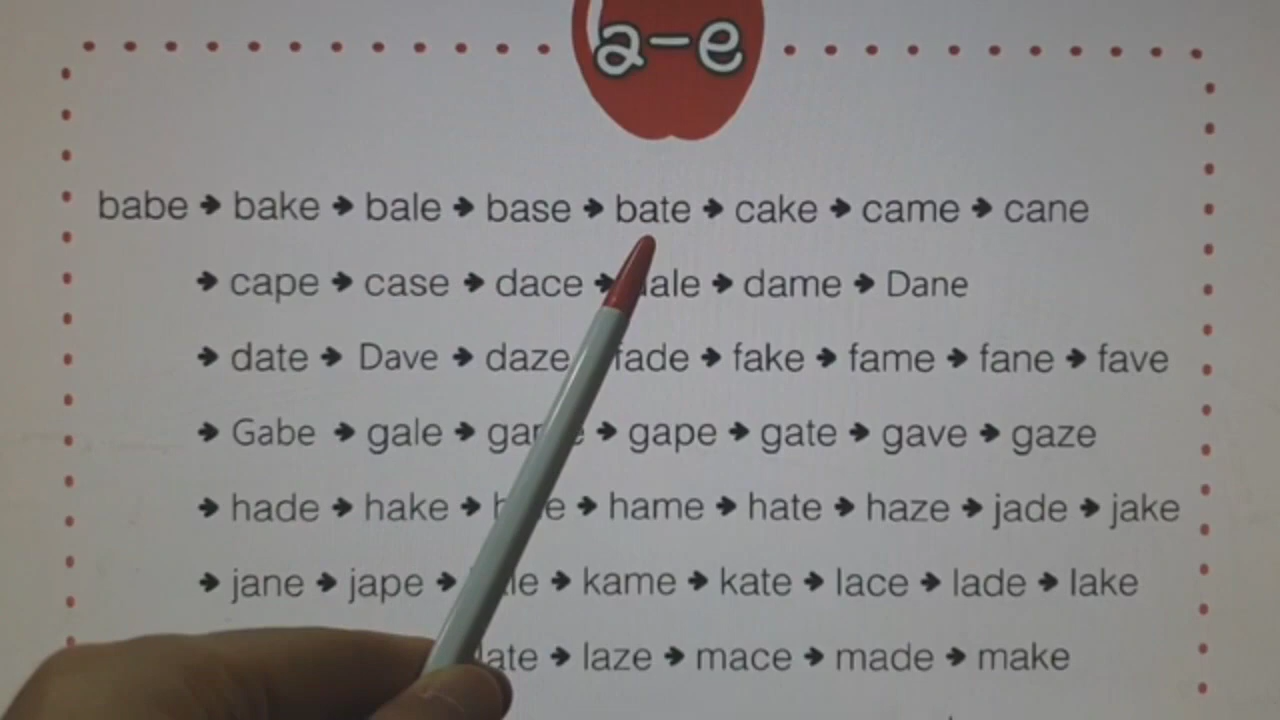 a-e
babe → bake → bale → base → bate → cake → came → cane
→ cape → case → dace → → dame → Dane
→ date → Dave → daze fade → fake → fame → fane → fave
→ Gabe → gale → → gape → gate → gave → gaze
→ hade → hake → → hame → hate → haze → jade → jake
→ jane → jape → → kame → kate → lace → lade → lake
late → laze → mace → made → make